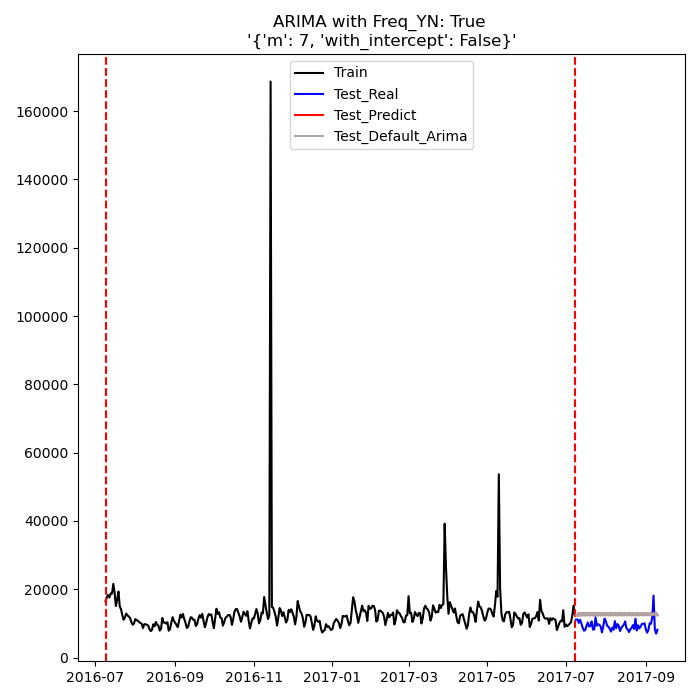 ARIMA with Freq_YN: True
'{'m': 7, 'with_intercept': False}'
Train
Test_Real
Test_Predict
Test_Default_Arima
160000
140000
120000
100000
80000
60000
40000
20000
0
2016-07 2016-09 2016-11 2017-01 2017-03 2017-05 2017-07 2017-09